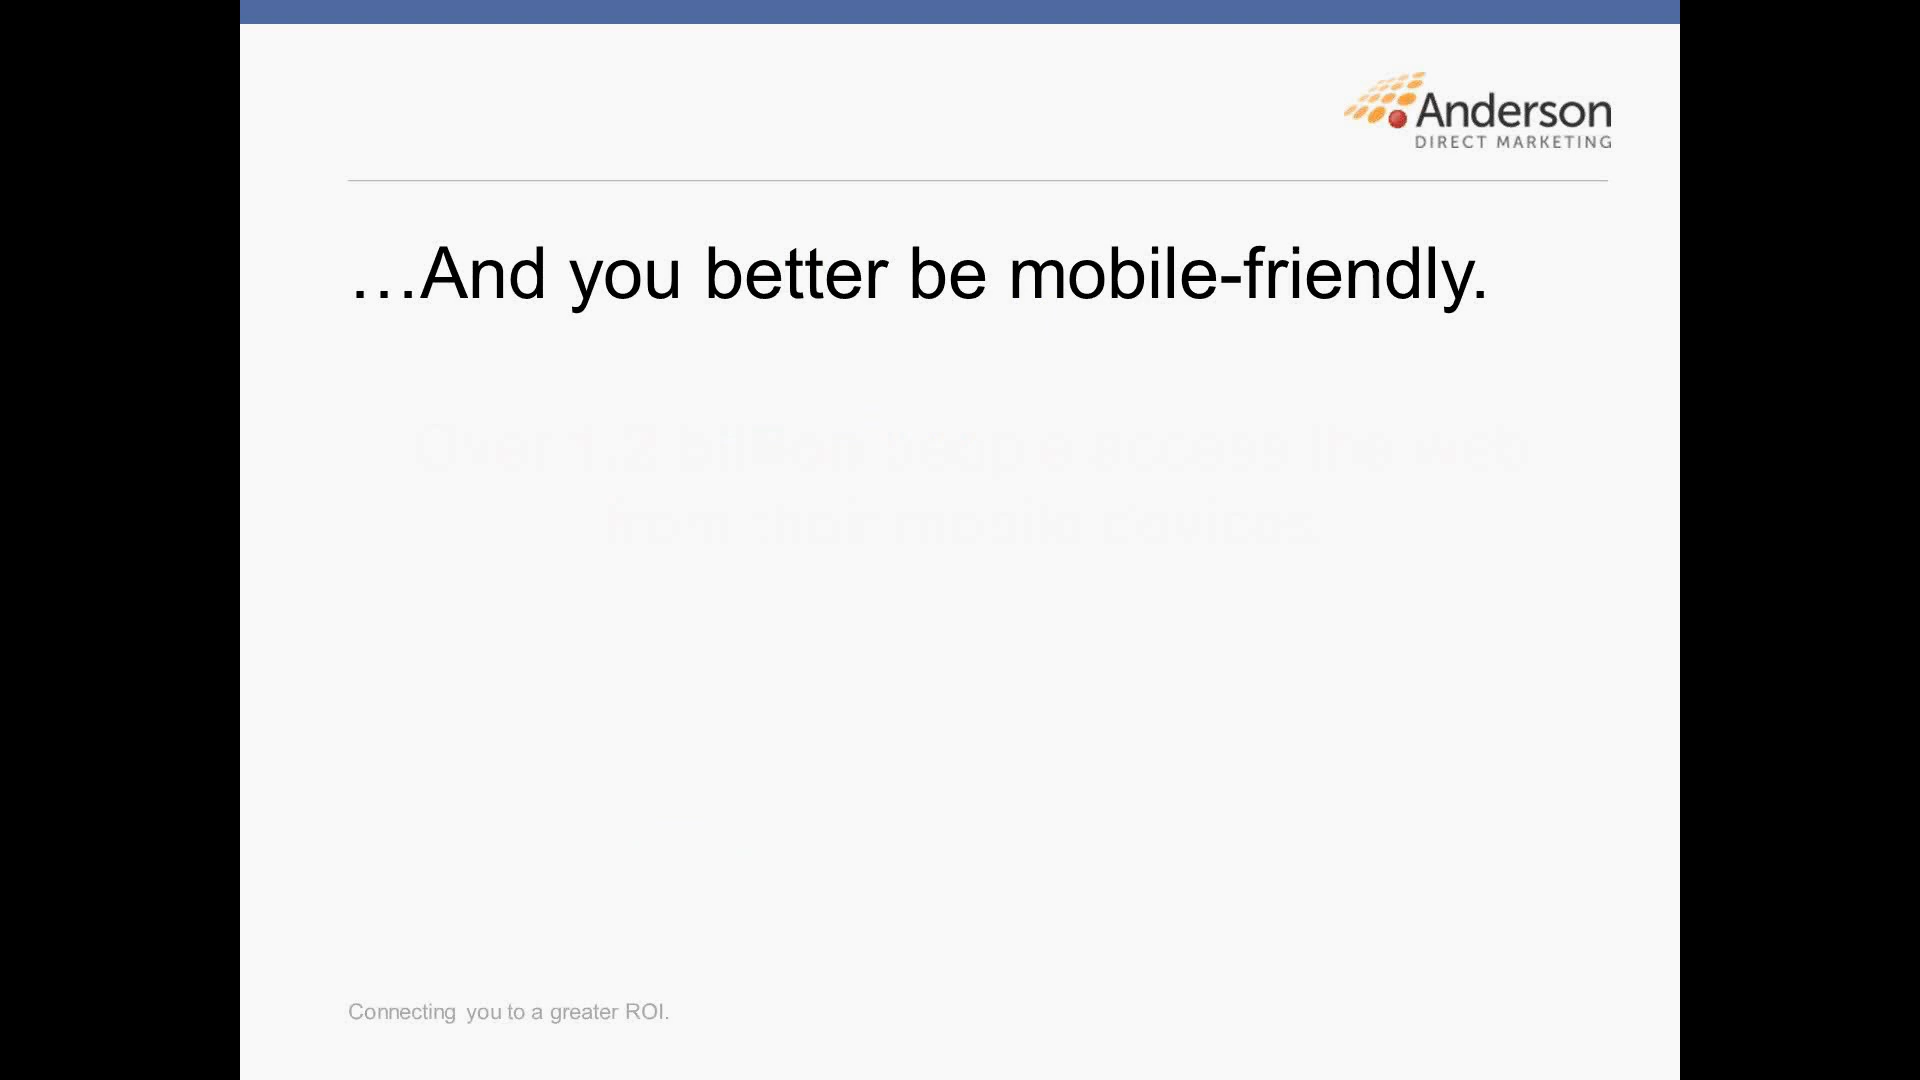 Anderson
DIRECT MARKETING
…And you better be mobile-friendly.
Over 1.2 billion people access the web
from their mobile devices.
Connecting you to a greater ROI.